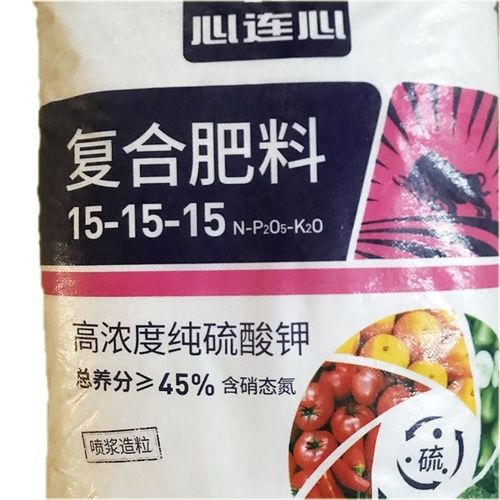 心连心
复合肥料
15-15-15 N-P2O5-K2O
高浓度纯硫酸钾
总养分≥45% 含硝态氮
喷浆造粒
硫